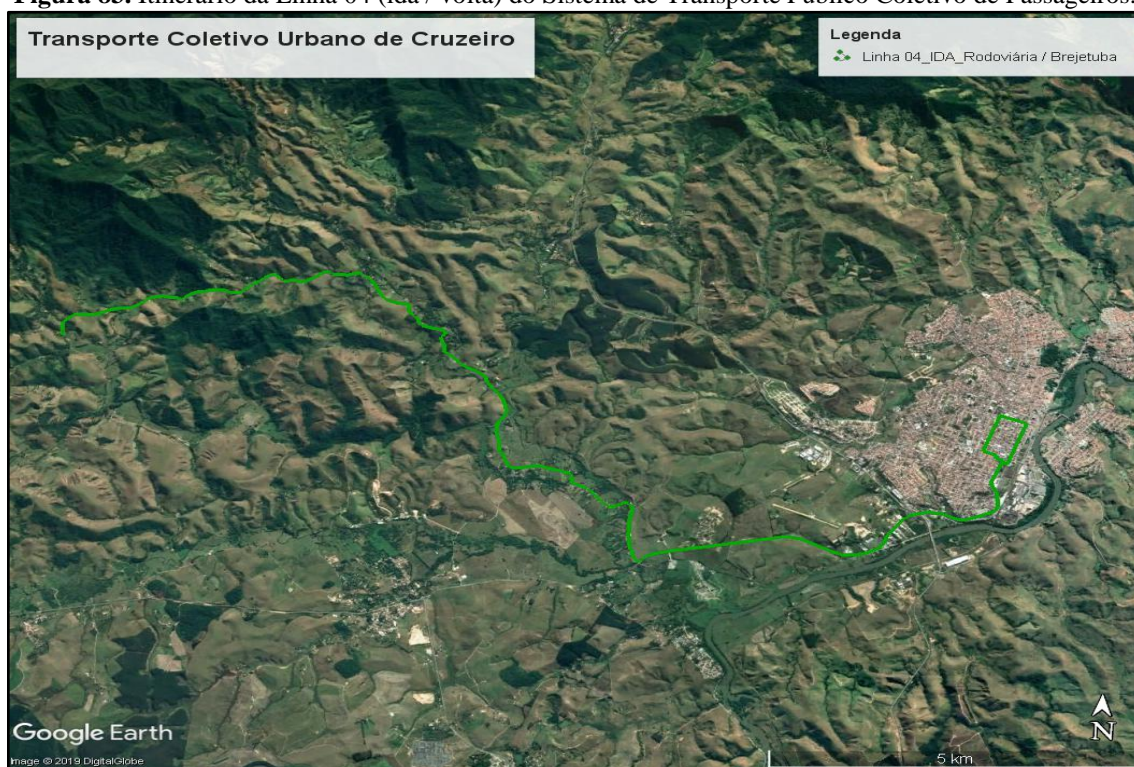 Figura 65. Itinerário da Linha 04 (ida / volta) do Sistema de Transporte Público Coletivo de Passageiros.
Transporte Coletivo Urbano de Cruzeiro
Legenda
Linha 04_IDA_Rodoviária / Brejetuba
Google Earth
Image © 2019 DigitalGlobe
N
5 km